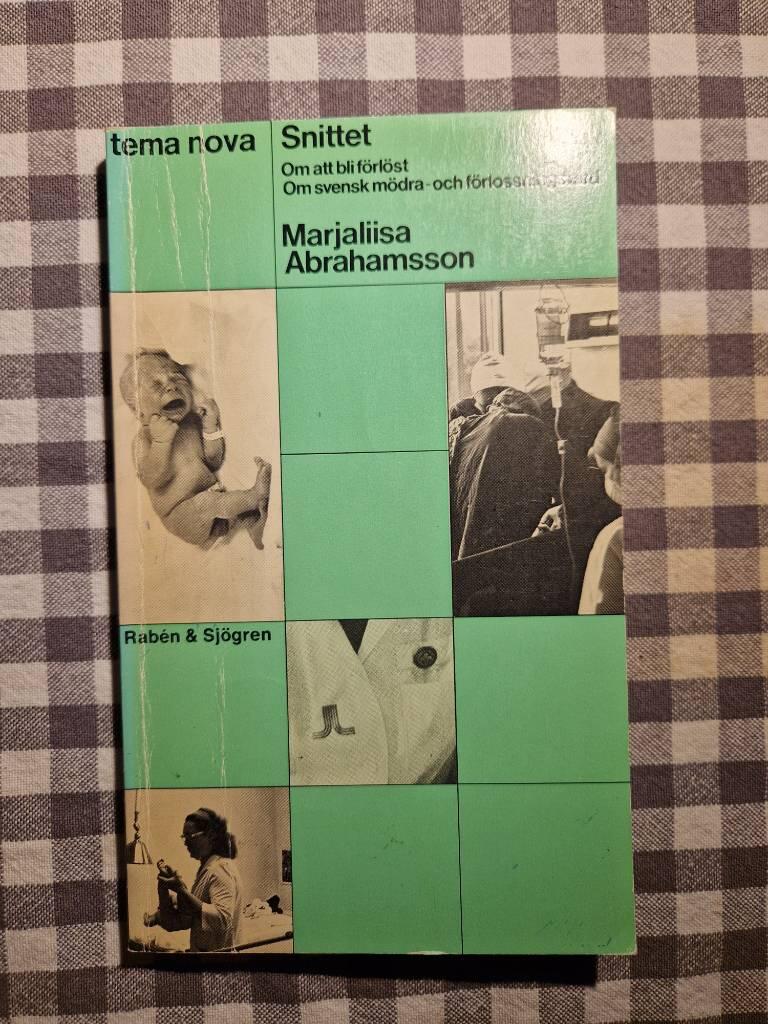 tema nova
Snittet
Om att bli förlöst
Om svensk mödra- och förlossningsvård
Marjaliisa
Abrahamsson
Rabén & Sjögren